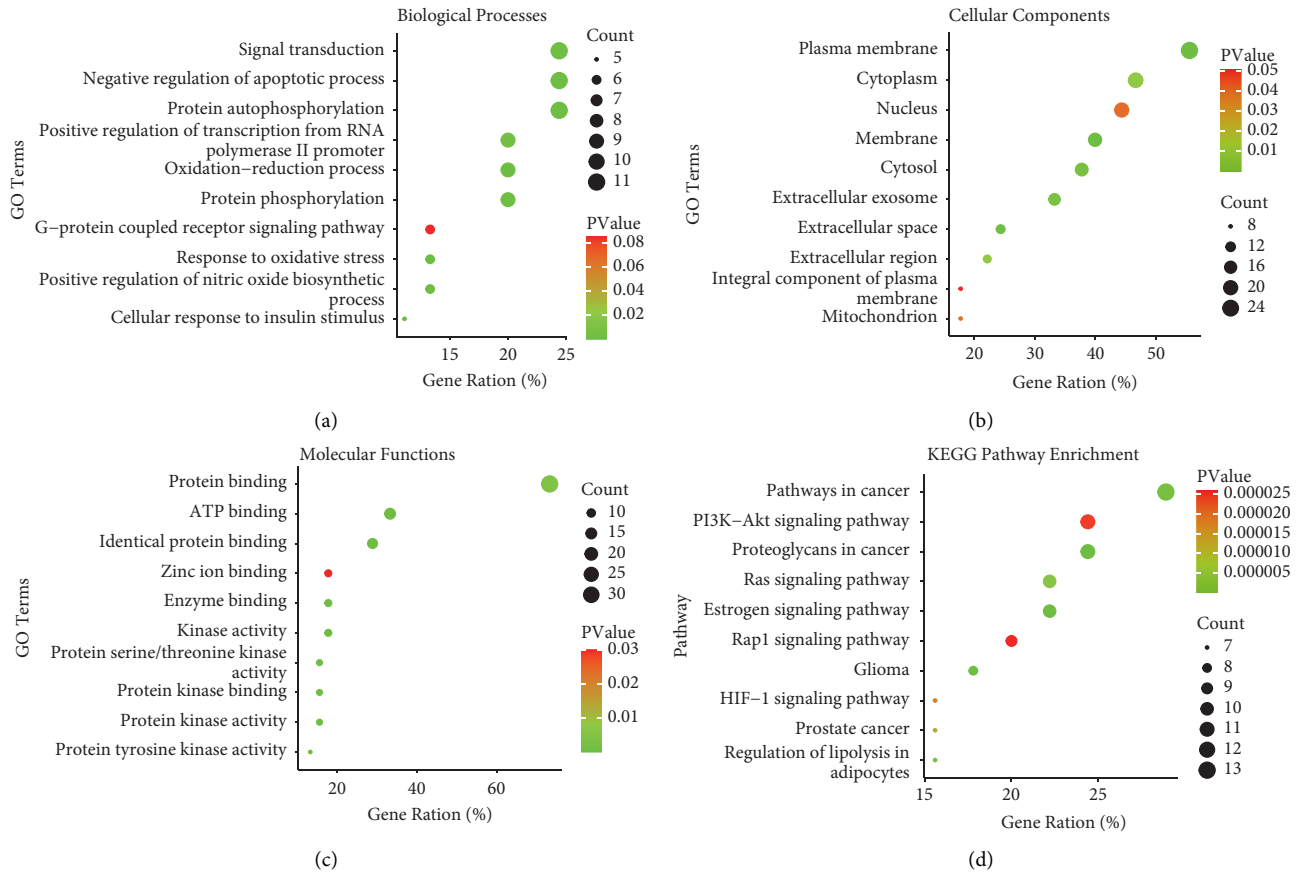 Biological Processes
GO Terms
Signal transduction
Negative regulation of apoptotic process
Protein autophosphorylation
Positive regulation of transcription from RNA
polymerase II promoter
Oxidation−reduction process
Protein phosphorylation
G−protein coupled receptor signaling pathway
Response to oxidative stress
Positive regulation of nitric oxide biosynthetic
process
Cellular response to insulin stimulus
15 20 25
Gene Ration (%)
Count
5
6
7
8
9
10
11
PValue
0.08
0.06
0.04
0.02
(a)
Cellular Components
GO Terms
Plasma membrane
Cytoplasm
Nucleus
Membrane
Cytosol
Extracellular exosome
Extracellular space
Extracellular region
Integral component of plasma
membrane
Mitochondrion
20 30 40 50
Gene Ration (%)
PValue
0.05
0.04
0.03
0.02
0.01
Count
8
12
16
20
24
(b)
Molecular Functions
GO Terms
Protein binding
ATP binding
Identical protein binding
Zinc ion binding
Enzyme binding
Kinase activity
Protein serine/threonine kinase
activity
Protein kinase binding
Protein kinase activity
Protein tyrosine kinase activity
20 40 60
Gene Ration (%)
Count
10
15
20
25
30
PValue
0.03
0.02
0.01
(c)
KEGG Pathway Enrichment
Pathway
Pathways in cancer
PI3K−Akt signaling pathway
Proteoglycans in cancer
Ras signaling pathway
Estrogen signaling pathway
Rap1 signaling pathway
Glioma
HIF−1 signaling pathway
Prostate cancer
Regulation of lipolysis in
adipocytes
15 20 25
Gene Ration (%)
PValue
0.000025
0.000020
0.000015
0.000010
0.000005
Count
7
8
9
10
11
12
13
(d)